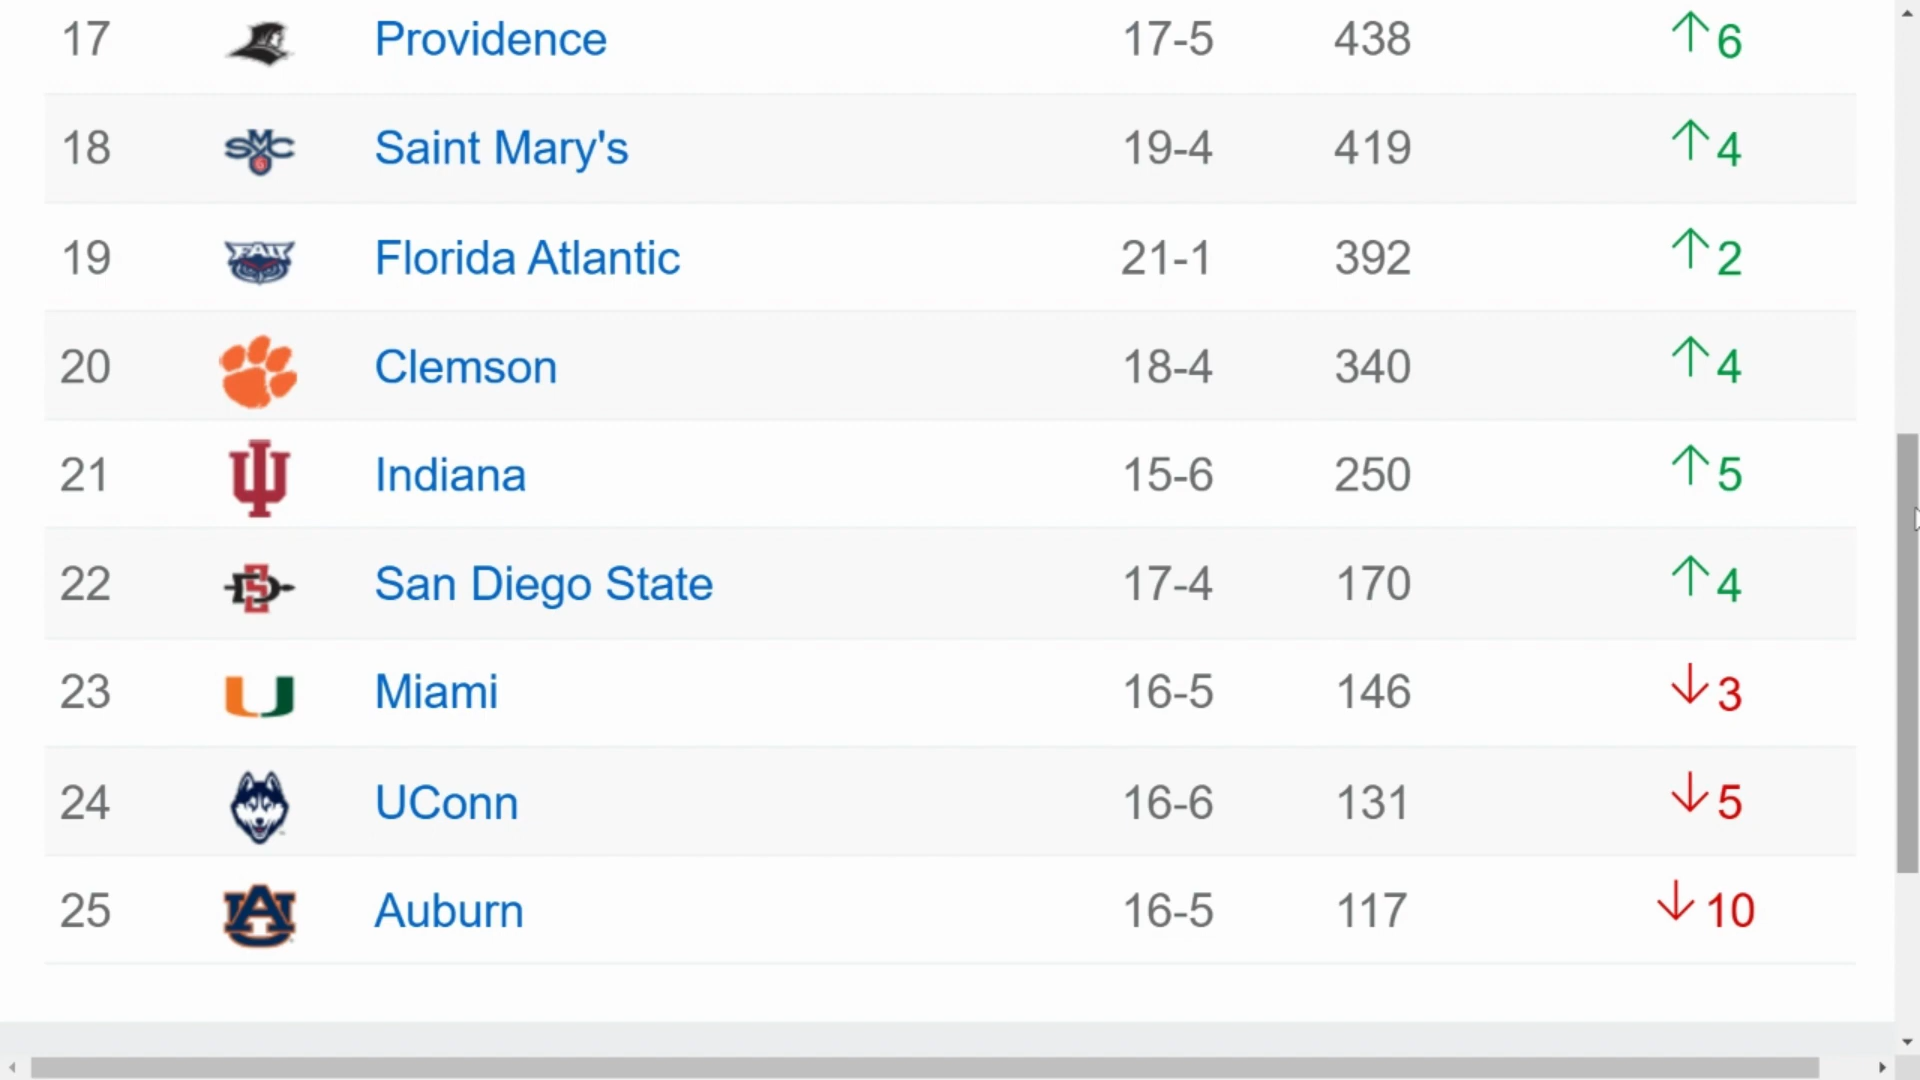 17 Providence 17-5 438 ↑6
18 SMC Saint Mary's 19-4 419 ↑4
19 FAU Florida Atlantic 21-1 392 ↑2
20 Clemson 18-4 340 ↑4
21 Indiana 15-6 250 ↑5
22 San Diego State 17-4 170 ↑4
23 Miami 16-5 146 ↓3
24 UConn 16-6 131 ↓5
25 Auburn 16-5 117 ↓10